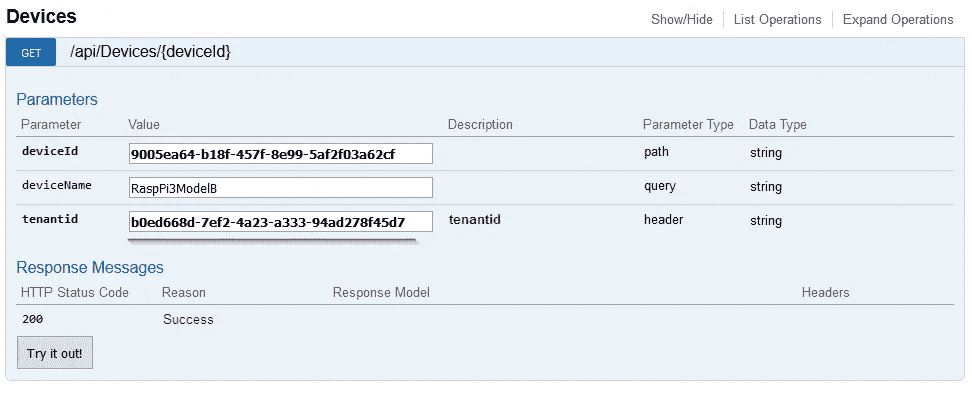 Devices
Show/Hide List Operations Expand Operations
GET /api/Devices/{deviceId}
Parameters
Parameter Value Description Parameter Type Data Type
deviceId 9005ea64-b18f-457f-8e99-5af2f03a62cf path string
deviceName RaspPi3ModelB query string
tenantid b0ed668d-7ef2-4a23-a333-94ad278f45d7 tenantid header string
Response Messages
HTTP Status Code Reason Response Model Headers
200 Success
Try it out!